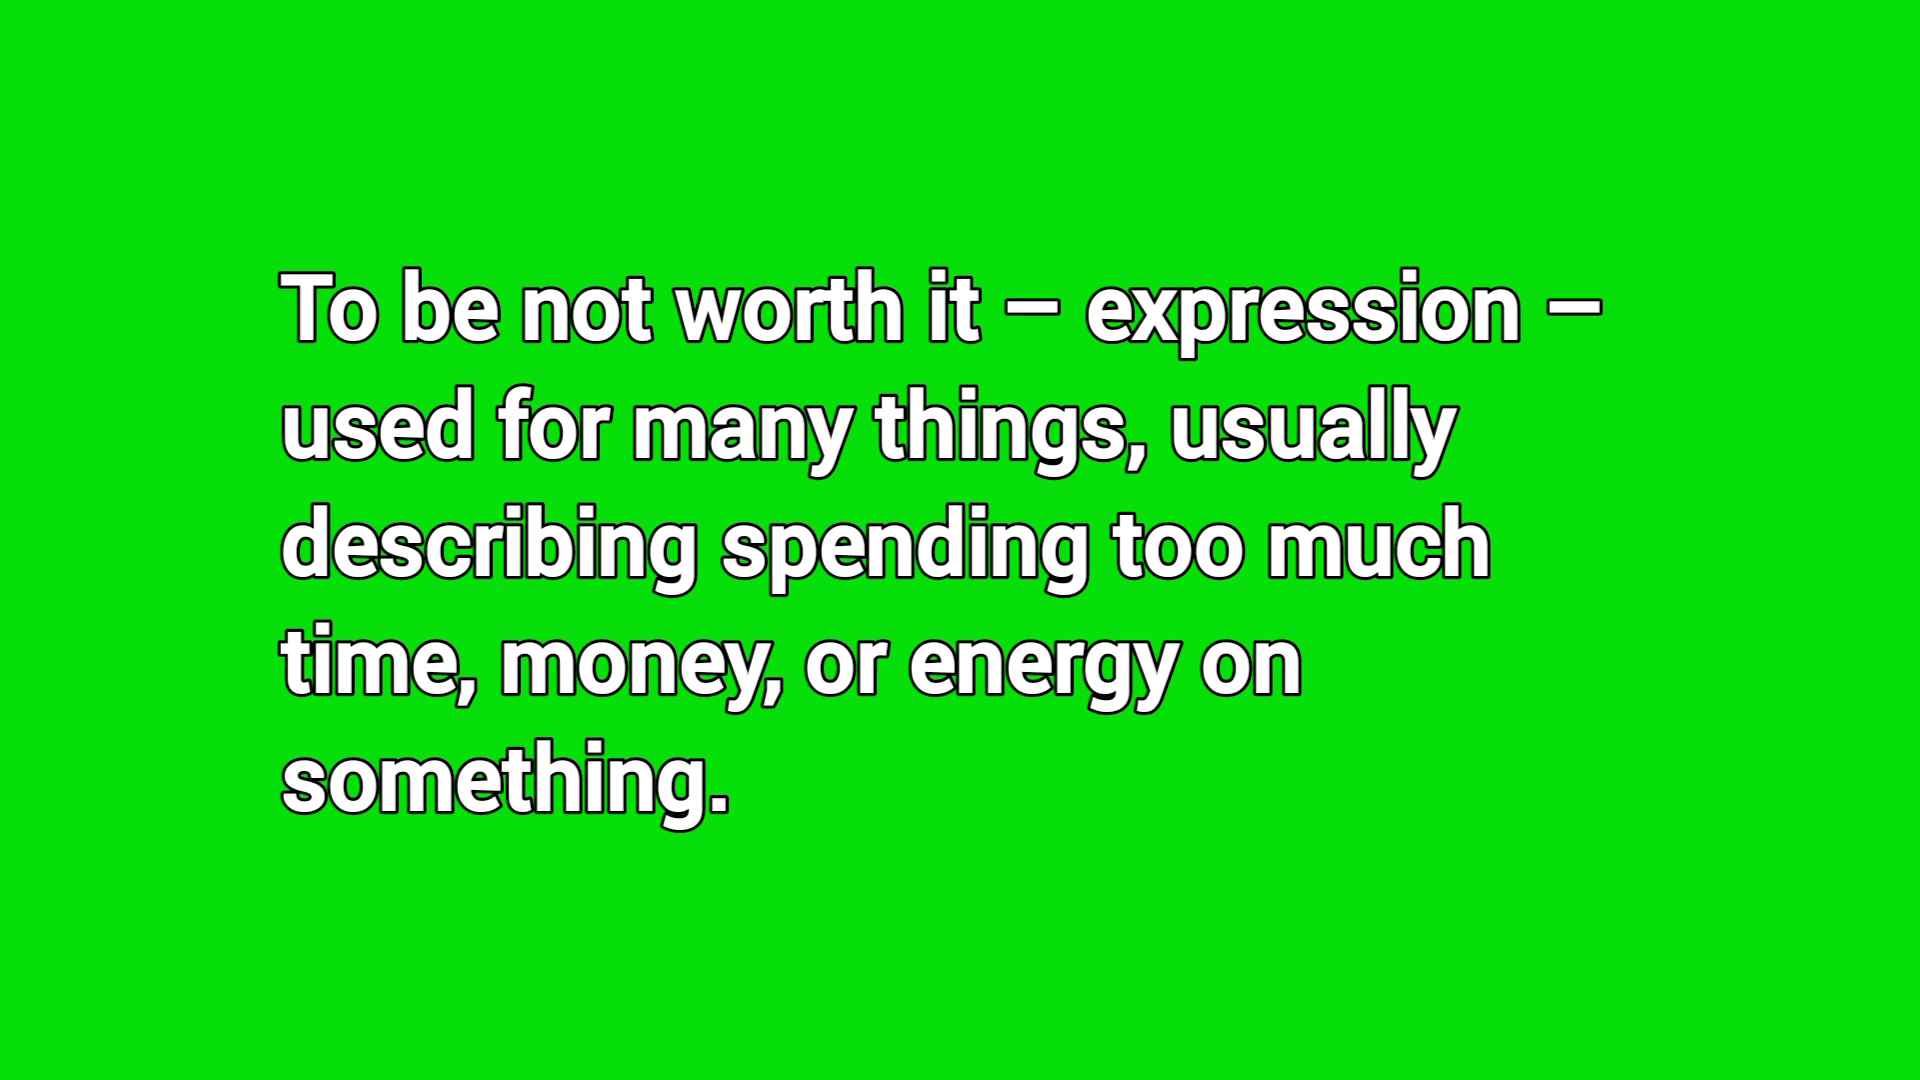 To be not worth it – expression –
used for many things, usually
describing spending too much
time, money, or energy on
something.